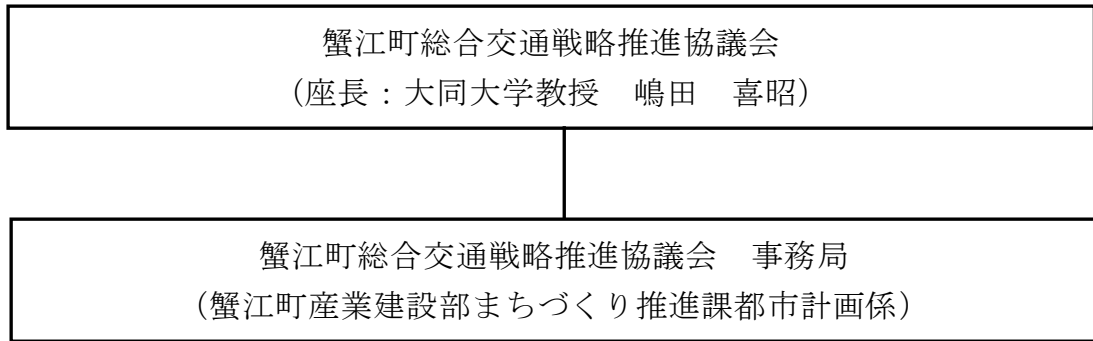 蟹江町総合交通戦略推進協議会
（座長：大同大学教授　嶋田　喜昭）
蟹江町総合交通戦略推進協議会　事務局
（蟹江町産業建設部まちづくり推進課都市計画係）